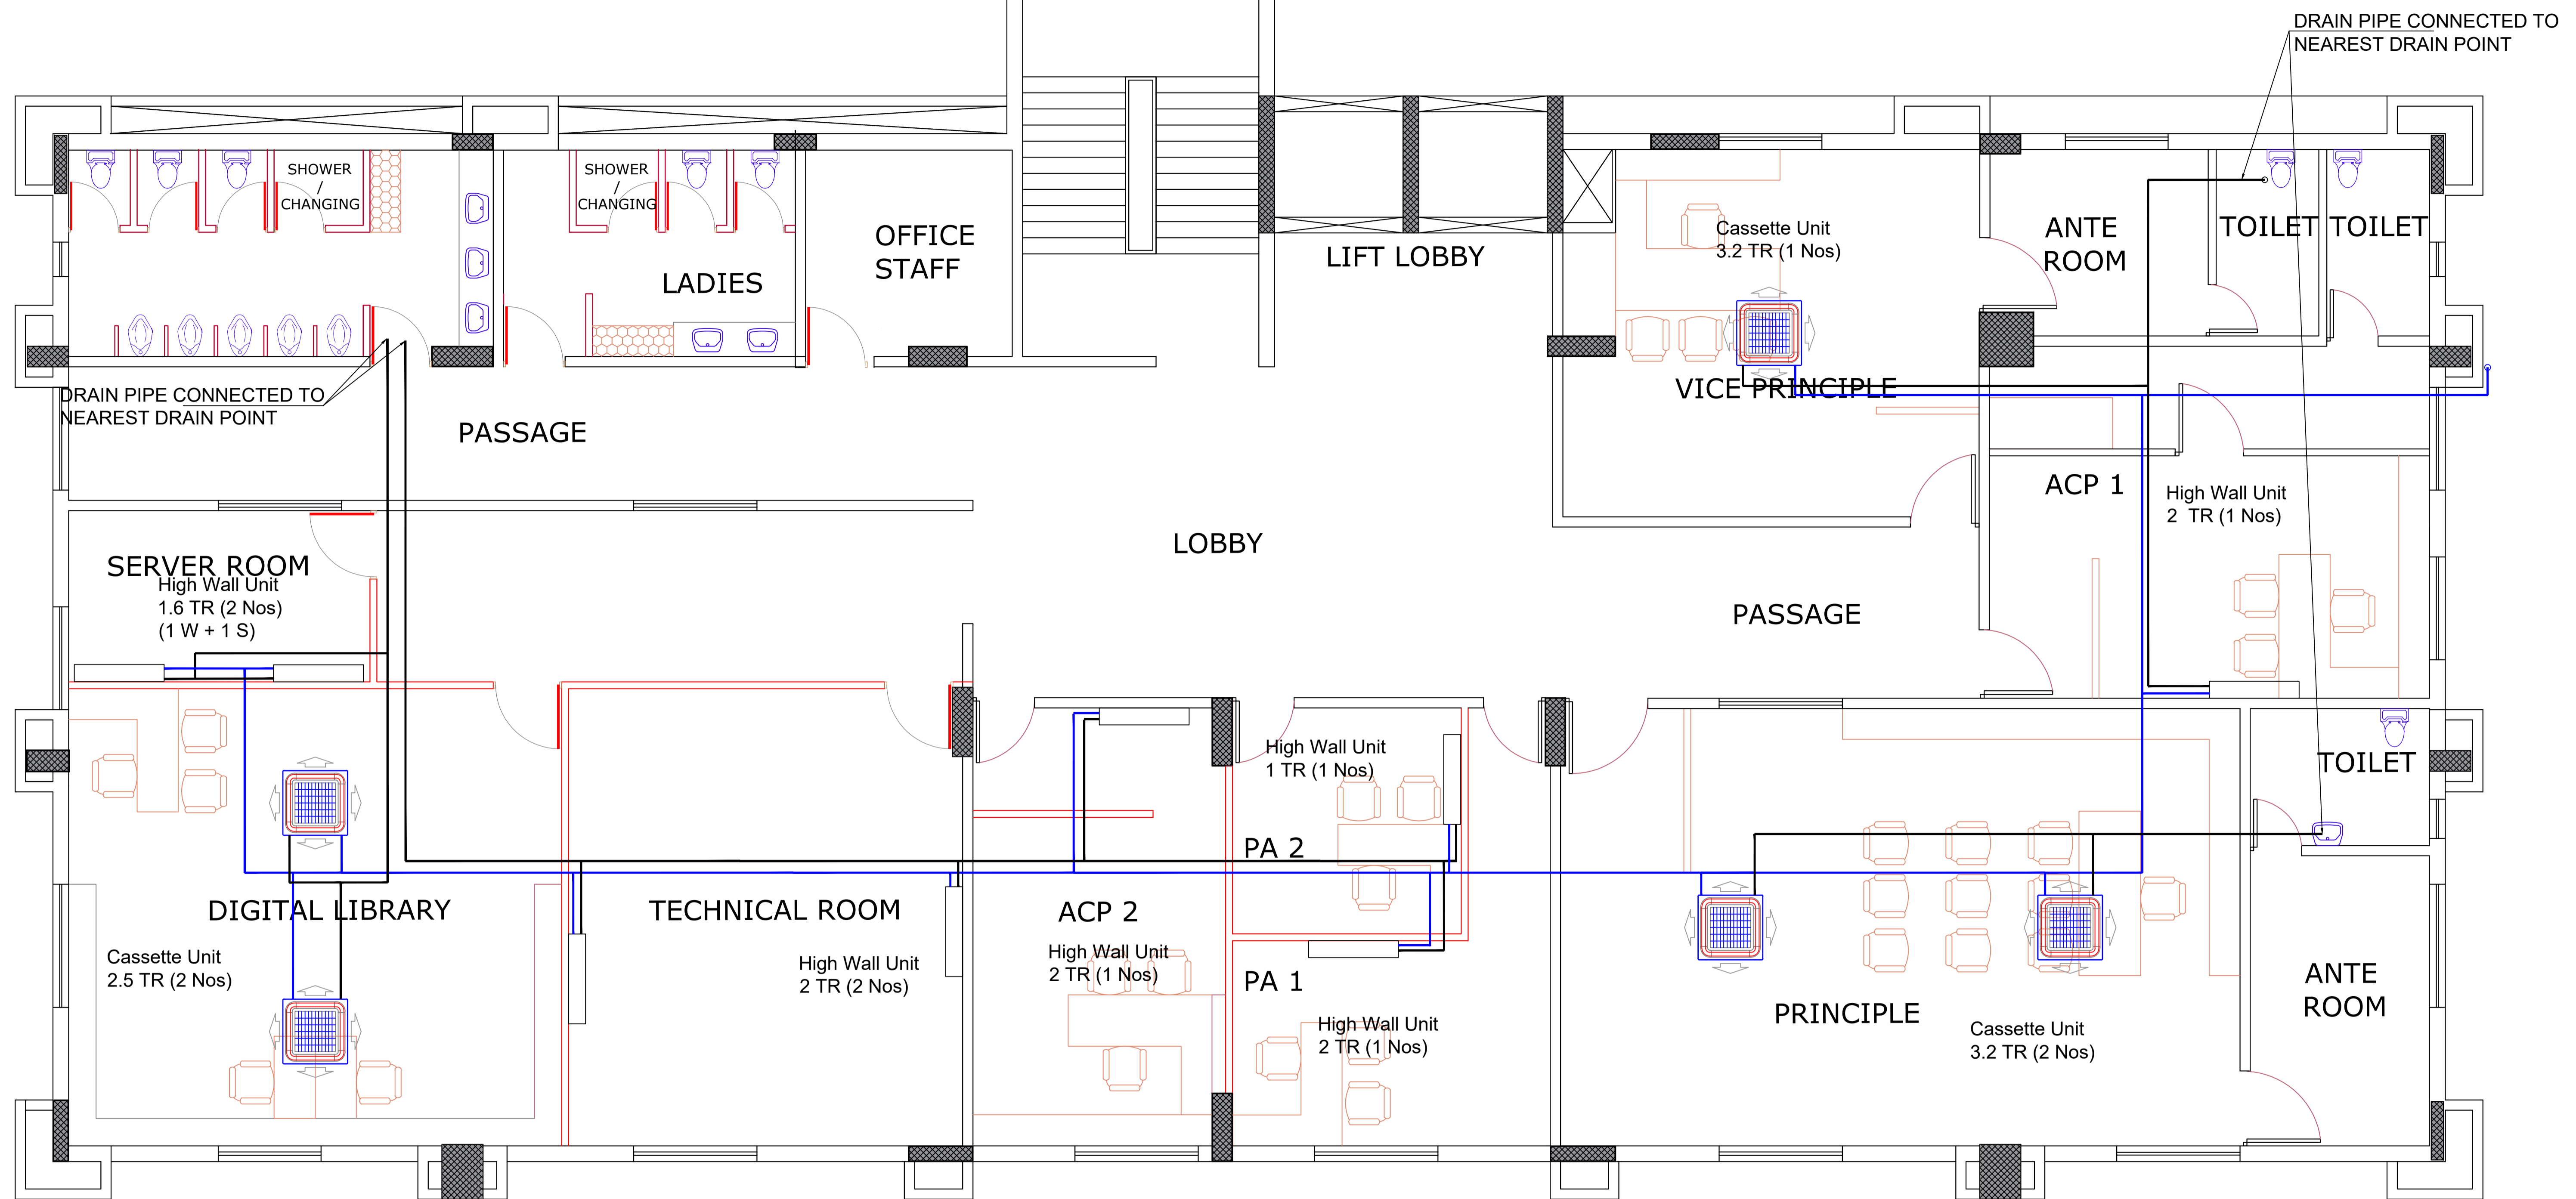 DRAIN PIPE CONNECTED TO
NEAREST DRAIN POINT
SHOWER
/
CHANGING
SHOWER
/
CHANGING
OFFICE
STAFF
LADIES
LIFT LOBBY
Cassette Unit
3.2 TR (1 Nos)
ANTE
ROOM
TOILET
TOILET
DRAIN PIPE CONNECTED TO
NEAREST DRAIN POINT
VICE PRINCIPLE
PASSAGE
ACP 1
High Wall Unit
2 TR (1 Nos)
LOBBY
SERVER ROOM
High Wall Unit
1.6 TR (2 Nos)
(1 W + 1 S)
PASSAGE
High Wall Unit
1 TR (1 Nos)
TOILET
PA 2
DIGITAL LIBRARY
TECHNICAL ROOM
ACP 2
Cassette Unit
2.5 TR (2 Nos)
High Wall Unit
2 TR (2 Nos)
High Wall Unit
2 TR (1 Nos)
PA 1
High Wall Unit
2 TR (1 Nos)
PRINCIPLE
Cassette Unit
3.2 TR (2 Nos)
ANTE
ROOM